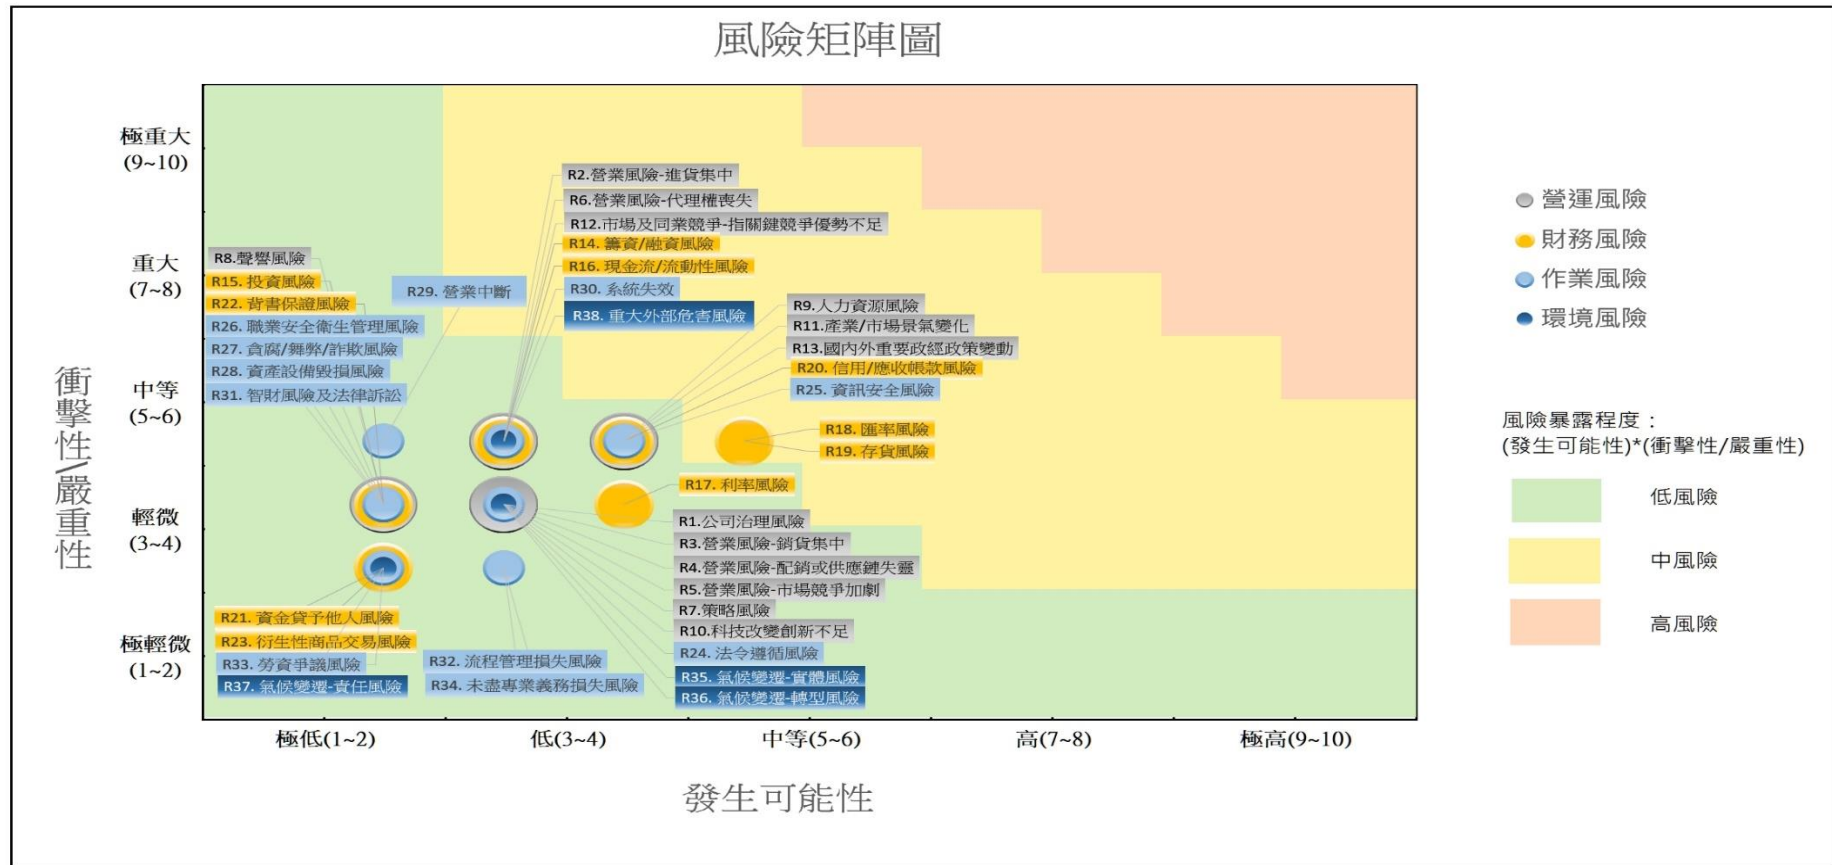 風險矩陣圖
極重大
(9~10)
重大
(7~8)
中等
(5~6)
輕微
(3~4)
極輕微
(1~2)
衝擊性/嚴重性
R2.營業風險-進貨集中
R6.營業風險-代理權喪失
R12.市場及同業競爭-指關鍵競爭優勢不足
R14. 籌資/融資風險
R16. 現金流/流動性風險
R30. 系統失效
R38. 重大外部危害風險
R8.聲響風險
R15. 投資風險
R22. 背書保證風險
R26. 職業安全衛生管理風險
R27. 貪腐/舞弊/詐欺風險
R28. 資產設備毀損風險
R31. 智財風險及法律訴訟
R29. 營業中斷
R9.人力資源風險
R11.產業/市場景氣變化
R13.國內外重要政經政策變動
R20. 信用/應收帳款風險
R25. 資訊安全風險
R18. 匯率風險
R19. 存貨風險
R17. 利率風險
R1.公司治理風險
R3.營業風險-銷貨集中
R4.營業風險-配銷或供應鏈失靈
R5.營業風險-市場競爭加劇
R7.策略風險
R10.科技改變創新不足
R24. 法令遵循風險
R35. 氣候變遷-實體風險
R36. 氣候變遷-轉型風險
R21. 資金貸予他人風險
R23. 衍生性商品交易風險
R33. 勞資爭議風險
R37. 氣候變遷-責任風險
R32. 流程管理損失風險
R34. 未盡專業義務損失風險
極低(1~2)
低(3~4)
中等(5~6)
高(7~8)
極高(9~10)
發生可能性
營運風險
財務風險
作業風險
環境風險
風險暴露程度：
(發生可能性)*(衝擊性/嚴重性)
低風險
中風險
高風險